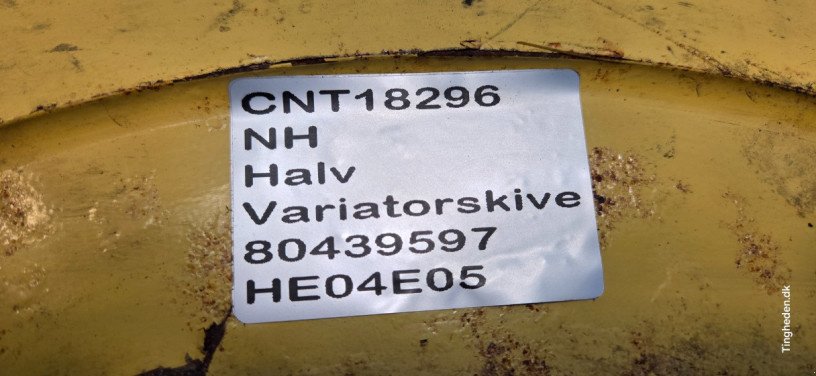 CNT18296
NH
Halv
Variatorskive
80439597
HE04E05
Tingheden.dk